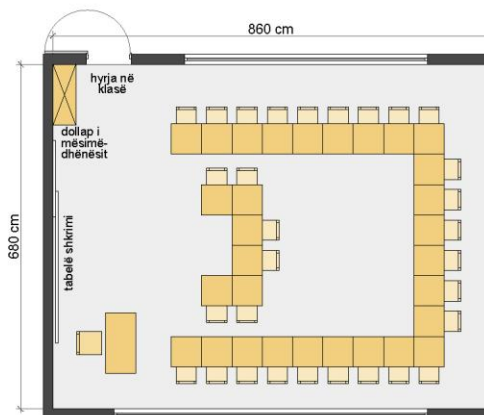 860 cm
hyrja në
klasë
dollap i
mësimë-
dhënësit
680 cm
tabelë shkrimi